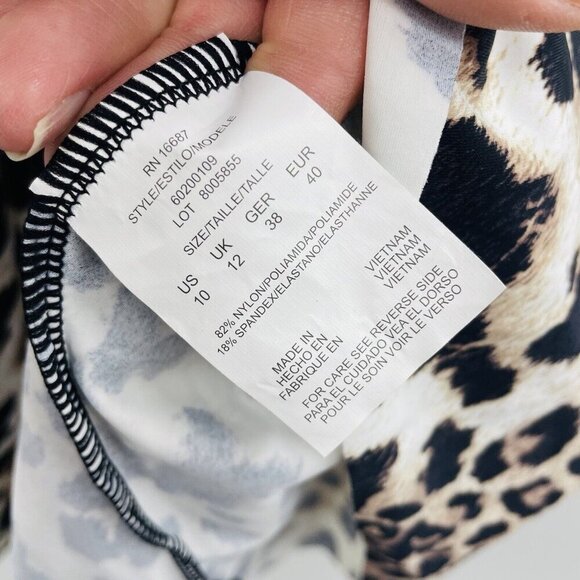 RN 16687
STYLE/ESTILO/MODELE
60200109
LOT 8005855
SIZE/TAILLE/TALLE
US UK GER EUR
10 12 38 40
82% NYLON/POLIAMIDA/POLIAMIDE
18% SPANDEX/ELASTANO/ELASTHANNE
MADE IN VIETNAM
HECHO EN VIETNAM
FABRIQUE EN VIETNAM
FOR CARE SEE REVERSE SIDE
PARA EL CUIDADO VEA EL DORSO
POUR LE SOIN VOIR LE VERSO